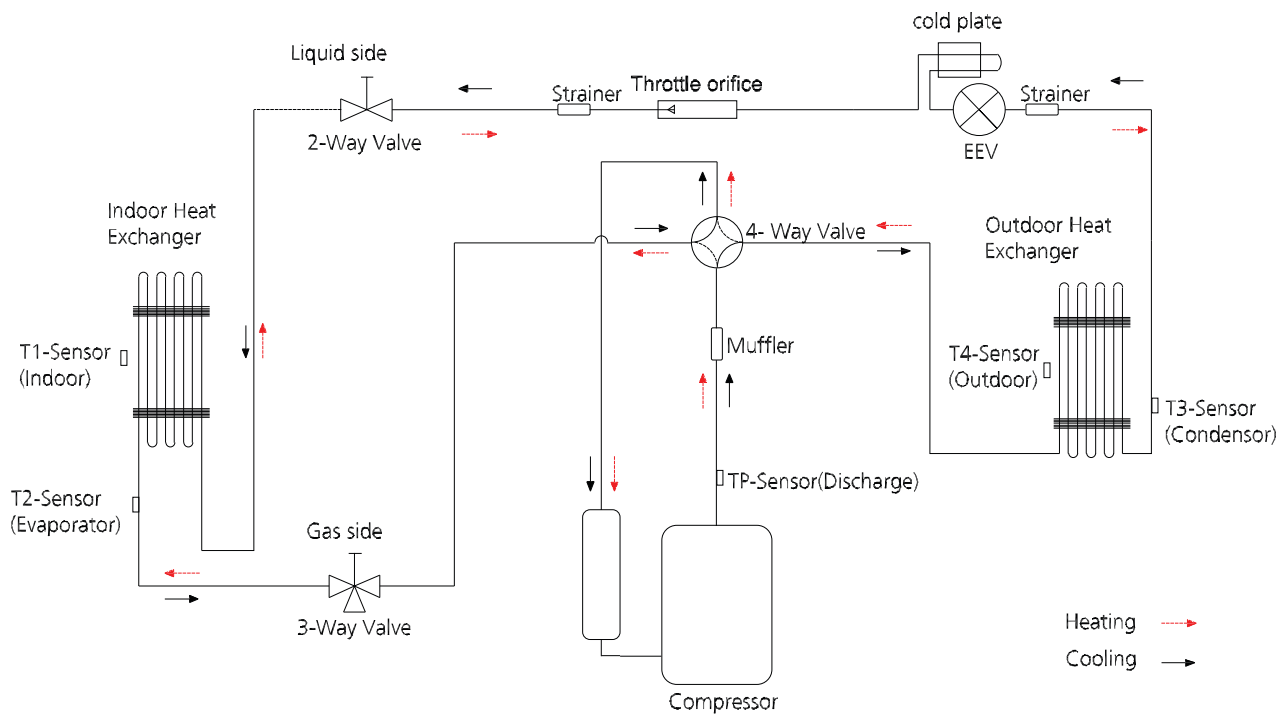 cold plate
Liquid side
Throttle orifice
Strainer
Strainer
2-Way Valve
EEV
Indoor Heat
Exchanger
4- Way Valve
Outdoor Heat
Exchanger
T1-Sensor
(Indoor)
Muffler
T4-Sensor
(Outdoor)
T3-Sensor
(Condensor)
T2-Sensor
(Evaporator)
TP-Sensor(Discharge)
Gas side
3-Way Valve
Heating
Cooling
Compressor